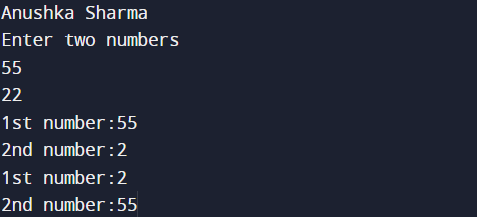 Anushka Sharma
Enter two numbers
55
22
1st number:55
2nd number:2
1st number:2
2nd number:55